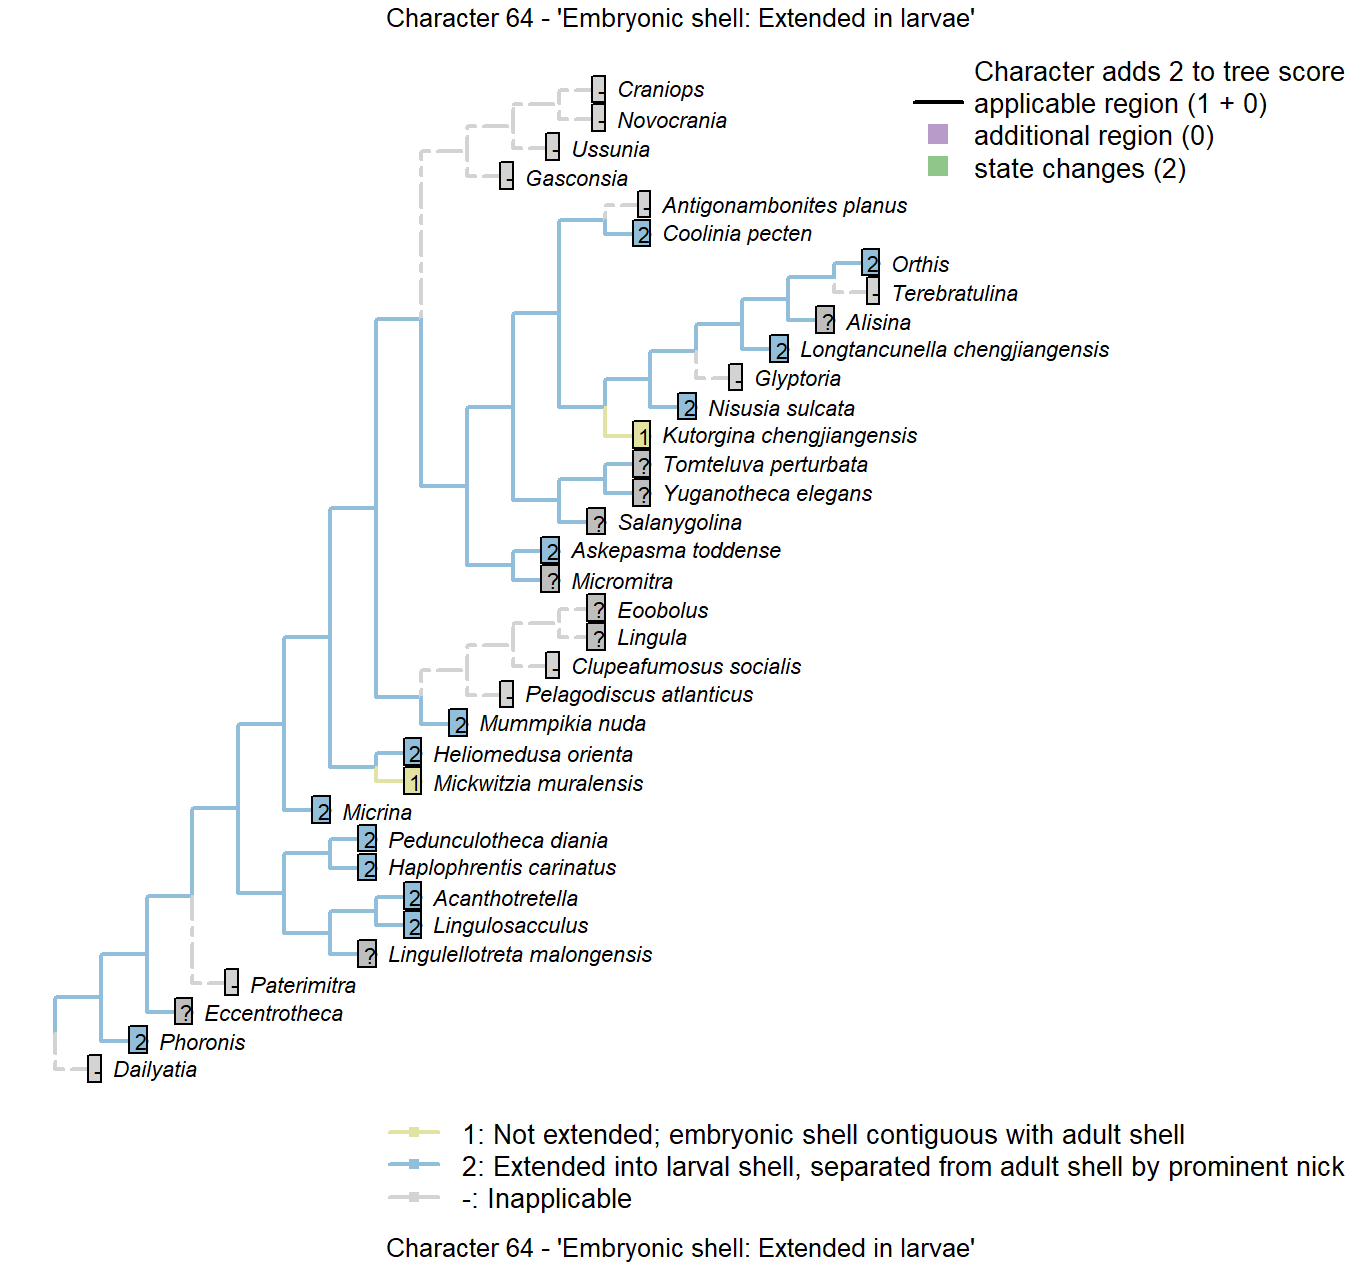 Character 64 - 'Embryonic shell: Extended in larvae'
Character adds 2 to tree score
applicable region (1 + 0)
additional region (0)
state changes (2)
- Craniops
- Novocrania
- Ussunia
- Gasconsia
- Antigonambonites planus
2 Coolinia pecten
2 Orthis
- Terebratulina
? Alisina
2 Longtancunella chengjiangensis
- Glyptoria
2 Nisusia sulcata
1 Kutorgina chengjiangensis
? Tomteluva perturbata
? Yuganotheca elegans
? Salanygolina
2 Askepasma toddense
? Micromitra
? Eoobolus
? Lingula
- Clupeafumosus socialis
- Pelagodiscus atlanticus
2 Mummpikia nuda
2 Heliomedusa orienta
1 Mickwitzia muralensis
2 Micrina
2 Pedunculotheca diania
2 Haplophrentis carinatus
2 Acanthotretella
2 Lingulosacculus
? Lingulellotreta malongensis
- Paterimitra
? Eccentrotheca
2 Phoronis
- Dailyatia
1: Not extended; embryonic shell contiguous with adult shell
2: Extended into larval shell, separated from adult shell by prominent nick
-: Inapplicable
Character 64 - 'Embryonic shell: Extended in larvae'